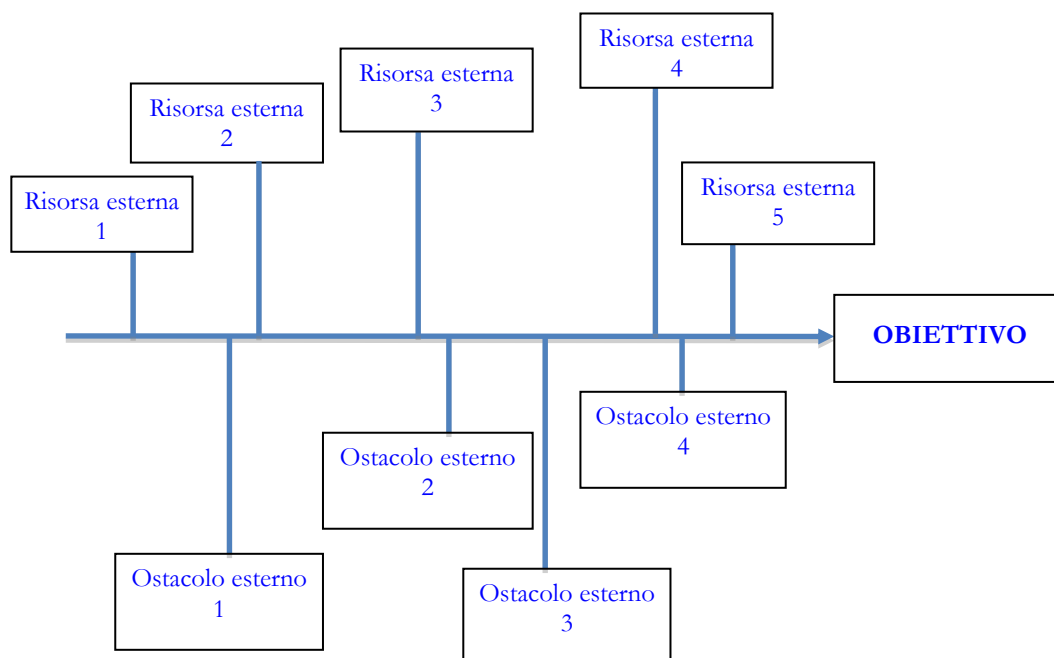 Risorsa esterna
4
Risorsa esterna
3
Risorsa esterna
2
Risorsa esterna
1
Risorsa esterna
5
OBIETTIVO
Ostacolo esterno
4
Ostacolo esterno
2
Ostacolo esterno
1
Ostacolo esterno
3